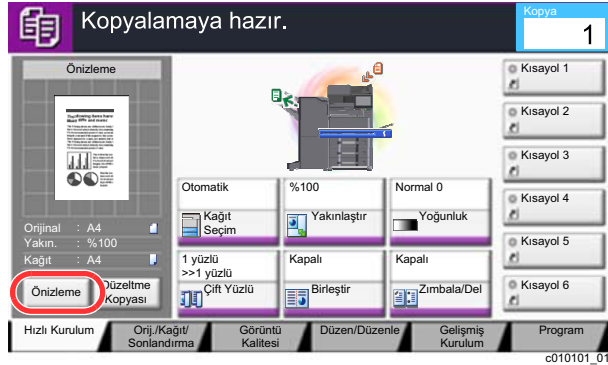 Kopyalamaya hazır.
Kopya
1
Önizleme
Orijinal : A4
Yakın. : %100
Kağıt : A4
Önizleme
Düzeltme
Kopyası
Otomatik
Kağıt
Seçim
%100
Yakınlaştır
Normal 0
Yoğunluk
1 yüzlü
>>1 yüzlü
Çift Yüzlü
Kapalı
Birleştir
Kapalı
Zımbala/Del
Kısayol 1
Kısayol 2
Kısayol 3
Kısayol 4
Kısayol 5
Kısayol 6
Hızlı Kurulum
Orij./Kağıt/
Sonlandırma
Görüntü
Kalitesi
Düzen/Düzenle
Gelişmiş
Kurulum
Program
c010101_01